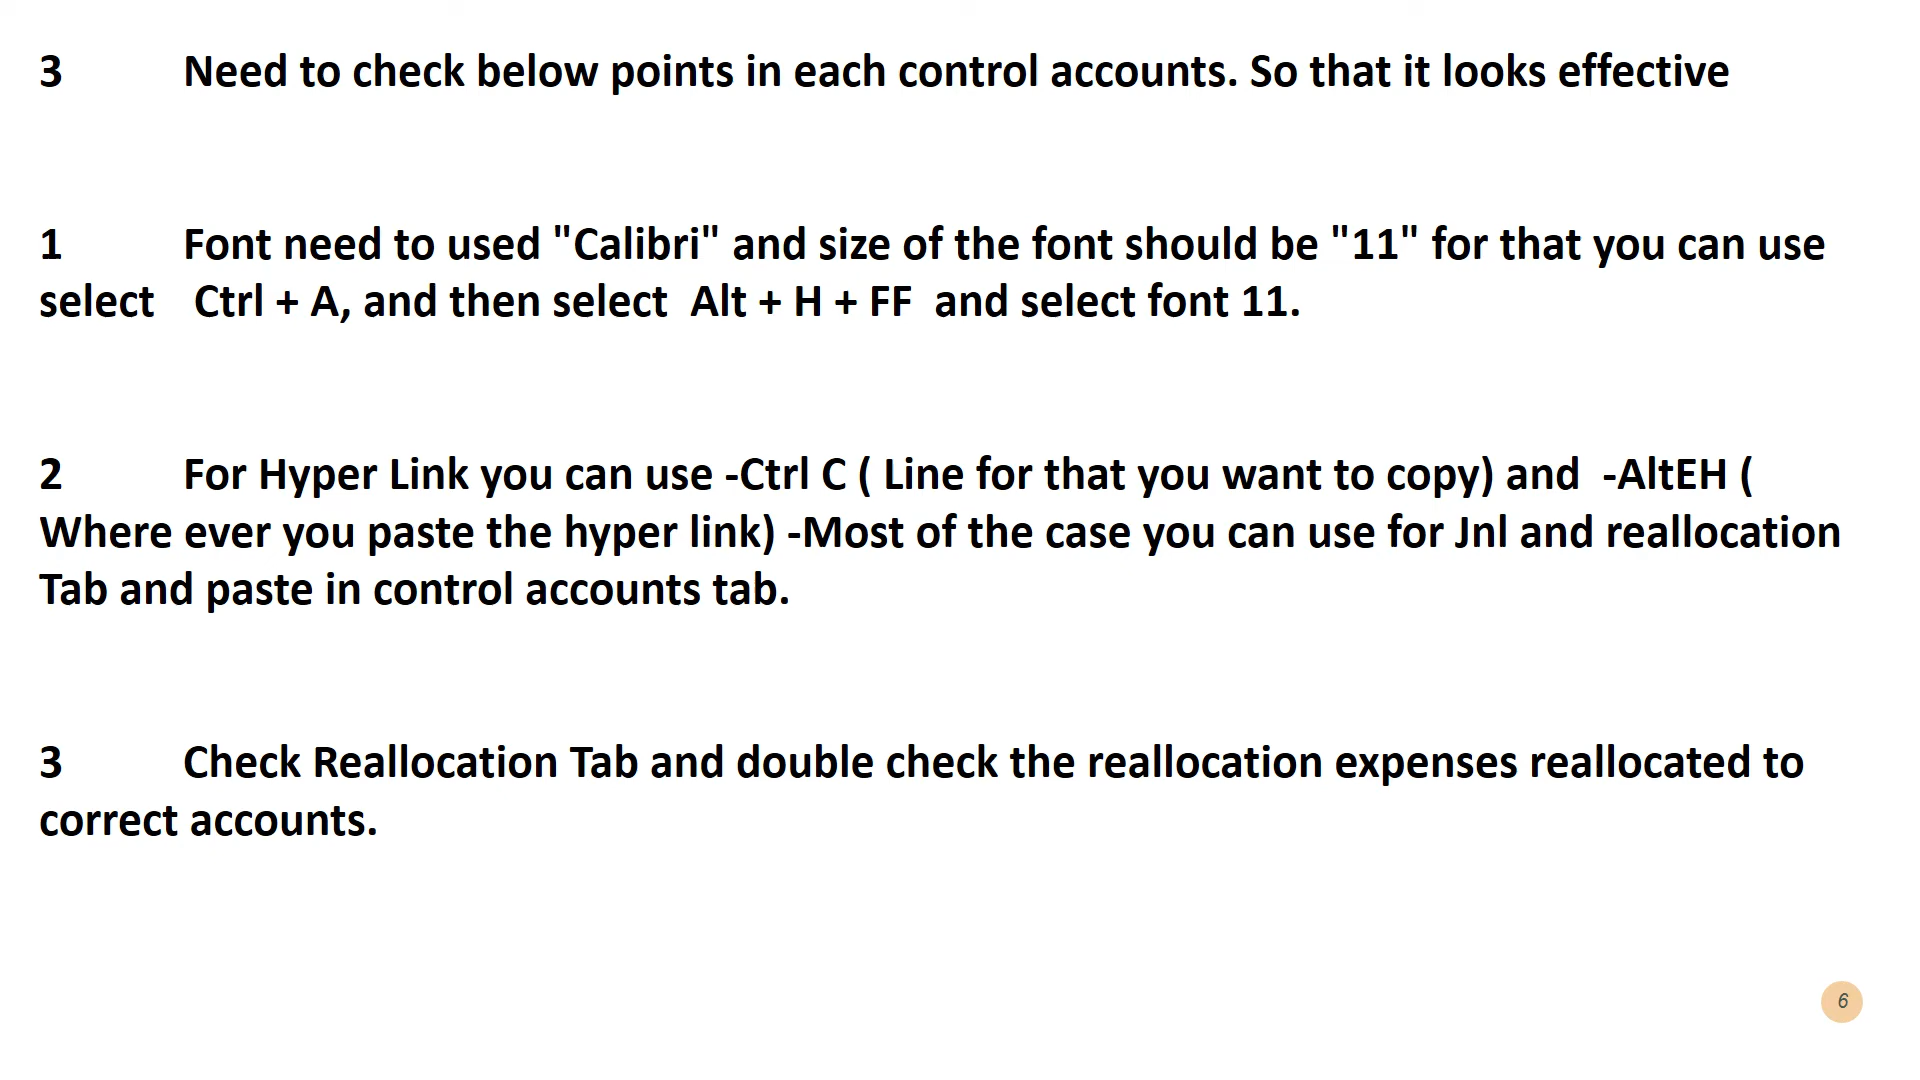 3 Need to check below points in each control accounts. So that it looks effective
1 Font need to used "Calibri" and size of the font should be "11" for that you can use
select Ctrl + A, and then select Alt + H + FF and select font 11.
2 For Hyper Link you can use -Ctrl C ( Line for that you want to copy) and -AltEH (
Where ever you paste the hyper link) -Most of the case you can use for Jnl and reallocation
Tab and paste in control accounts tab.
3 Check Reallocation Tab and double check the reallocation expenses reallocated to
correct accounts.
6